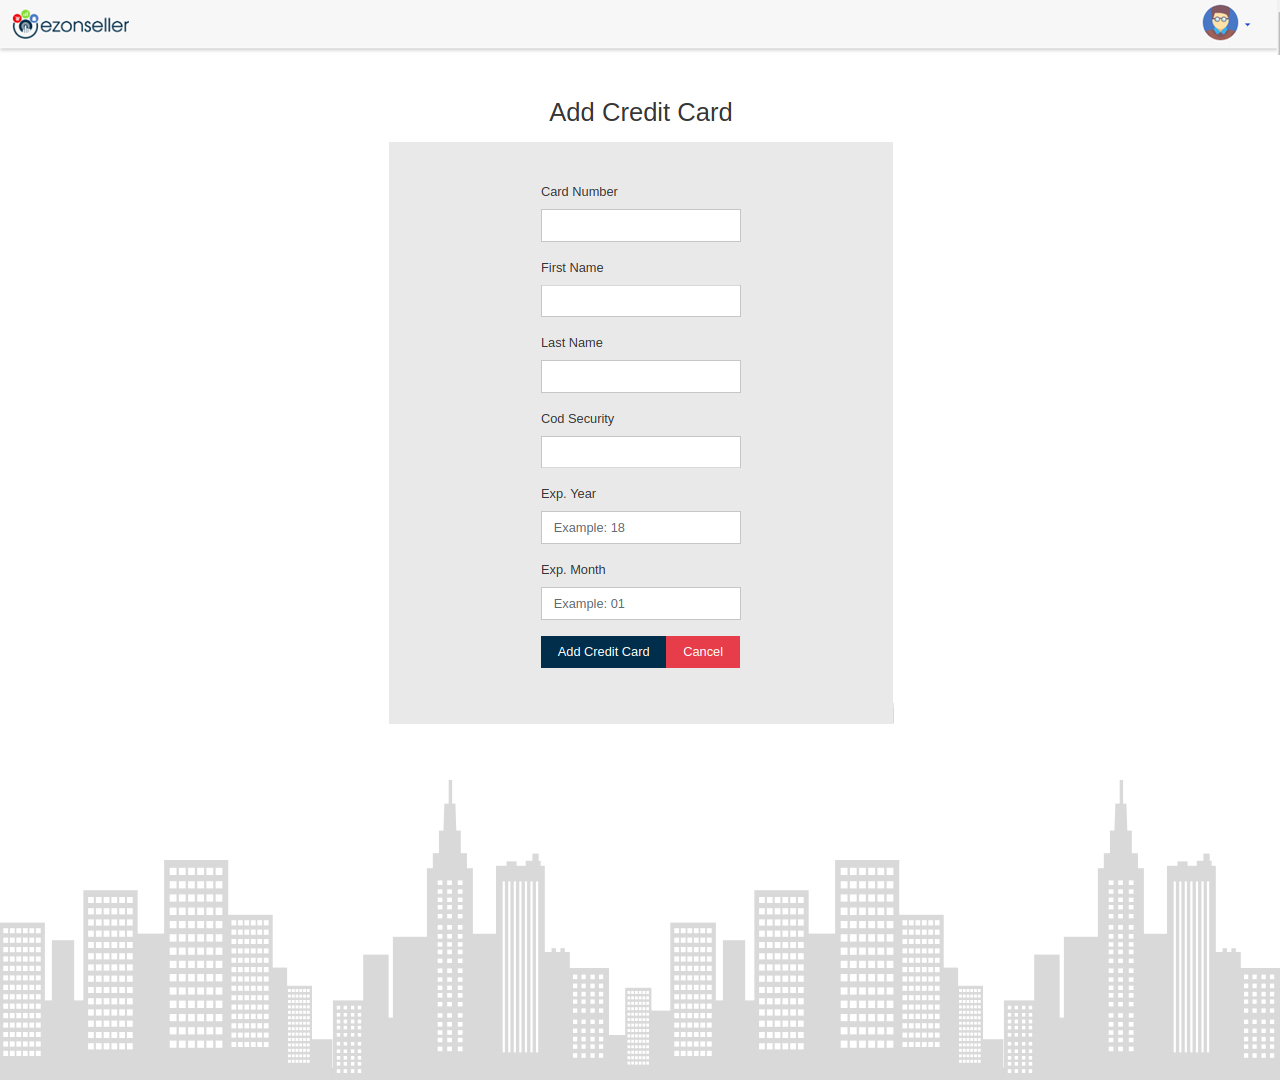 ezonseller
Add Credit Card
Card Number
First Name
Last Name
Cod Security
Exp. Year
Example: 18
Exp. Month
Example: 01
Add Credit Card Cancel